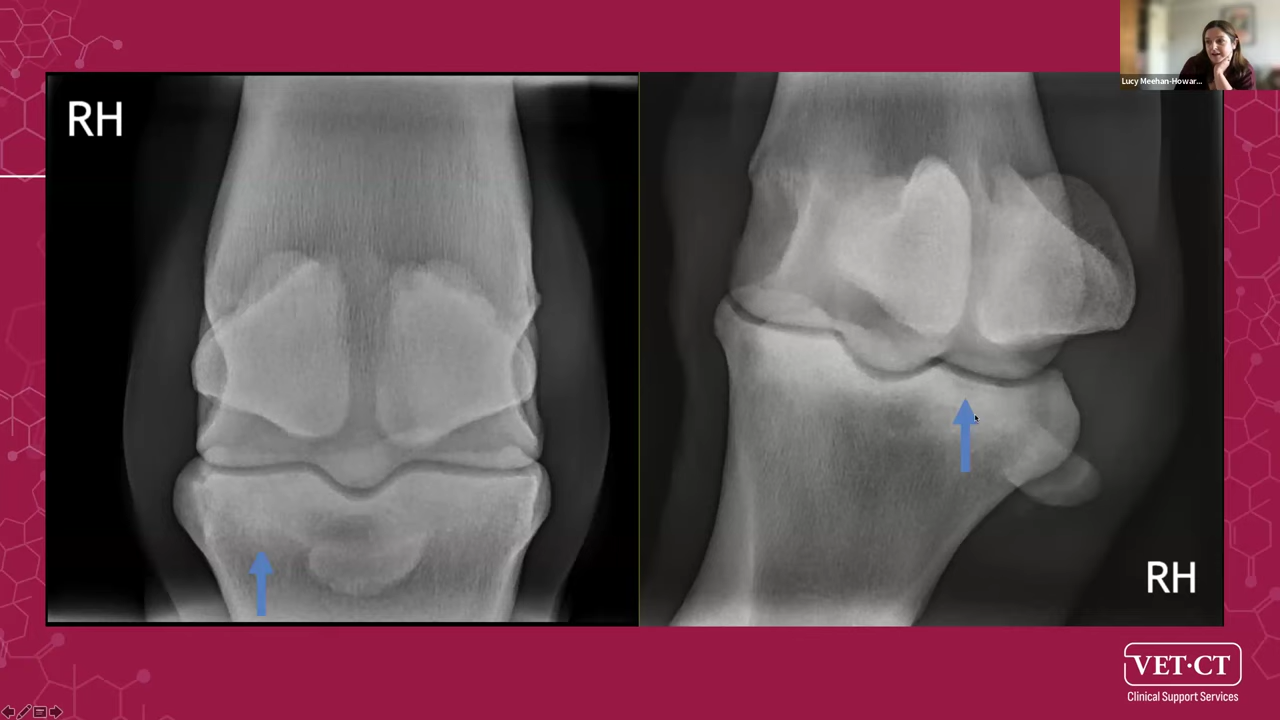 RH
Lucy Meehan-Howar...
RH
VET·CT
Clinical Support Services